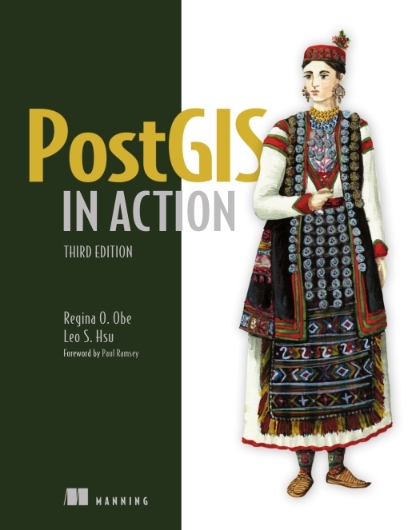 PostGIS
IN ACTION
THIRD EDITION
Regina O. Obe
Leo S. Hsu
Foreword by Paul Ramsey
MANNING